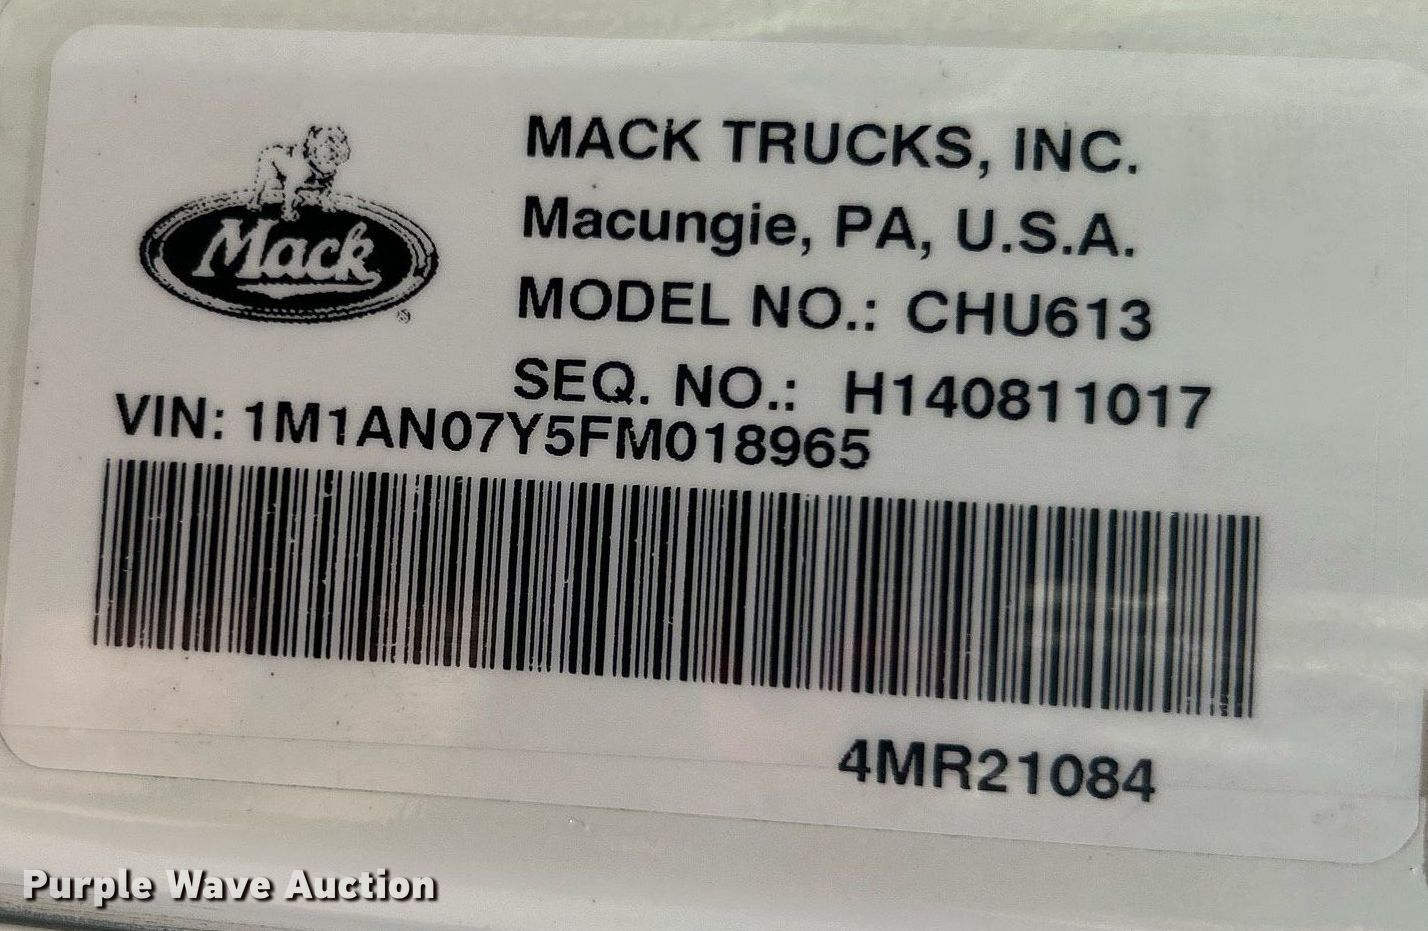 Mack
®
MACK TRUCKS, INC.
Macungie, PA, U.S.A.
MODEL NO.: CHU613
SEQ. NO.: H140811017
VIN: 1M1AN07Y5FM018965
4MR21084
Purple Wave Auction